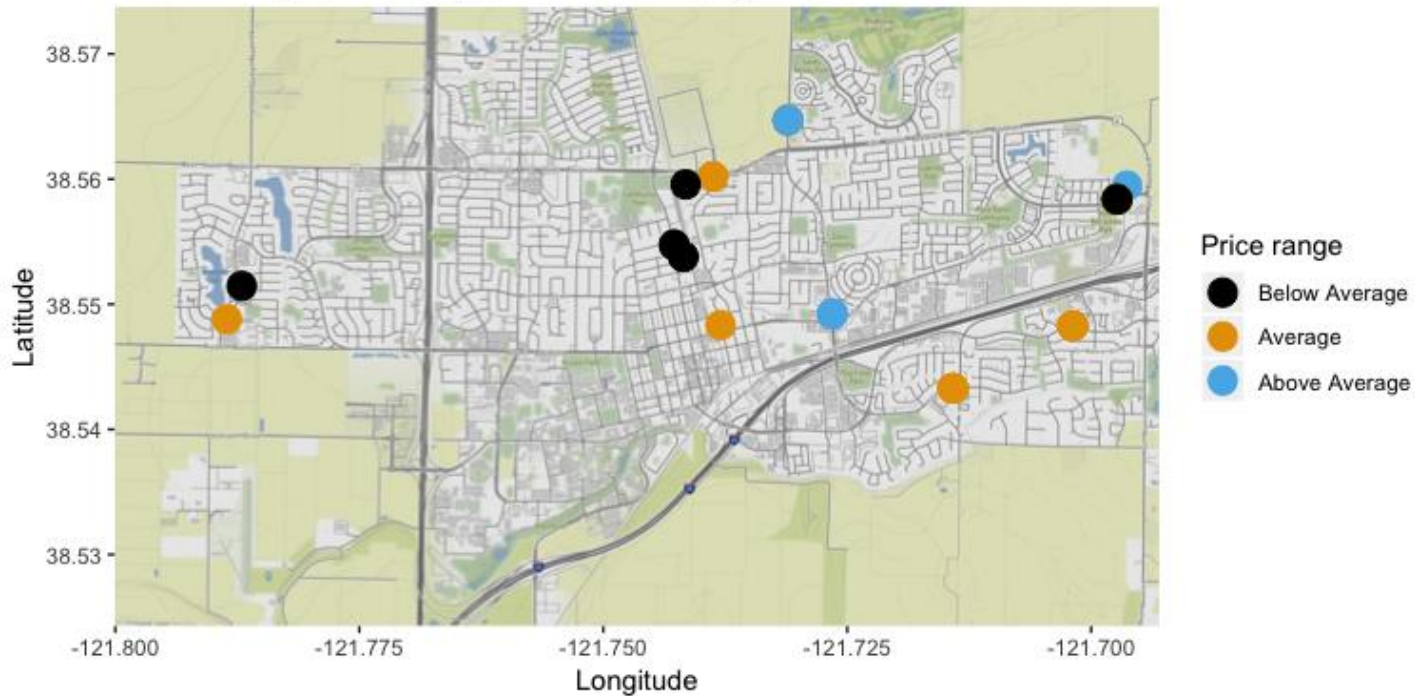 38.57
38.56
38.55
38.54
38.53
Latitude
-121.800
-121.775
-121.750
-121.725
-121.700
Longitude
Price range
Below Average
Average
Above Average